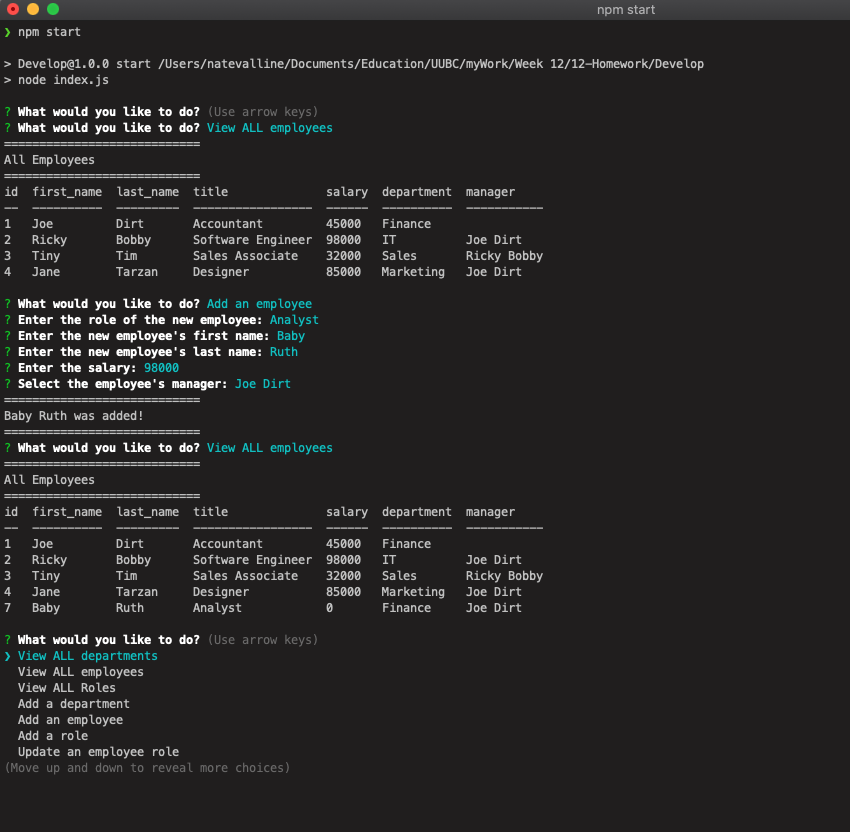 npm start
❯ npm start
> Develop@1.0.0 start /Users/natevalline/Documents/Education/UUBC/myWork/Week 12/12-Homework/Develop
> node index.js
? What would you like to do? (Use arrow keys)
? What would you like to do? View ALL employees
============================
All Employees
============================
id  first_name  last_name  title              salary  department  manager
--  ----------  ---------  -----------------  ------  ----------  -----------
1   Joe         Dirt       Accountant         45000   Finance
2   Ricky       Bobby      Software Engineer  98000   IT          Joe Dirt
3   Tiny        Tim        Sales Associate    32000   Sales       Ricky Bobby
4   Jane        Tarzan     Designer           85000   Marketing   Joe Dirt
? What would you like to do? Add an employee
? Enter the role of the new employee: Analyst
? Enter the new employee's first name: Baby
? Enter the new employee's last name: Ruth
? Enter the salary: 98000
? Select the employee's manager: Joe Dirt
============================
Baby Ruth was added!
============================
? What would you like to do? View ALL employees
============================
All Employees
============================
id  first_name  last_name  title              salary  department  manager
--  ----------  ---------  -----------------  ------  ----------  -----------
1   Joe         Dirt       Accountant         45000   Finance
2   Ricky       Bobby      Software Engineer  98000   IT          Joe Dirt
3   Tiny        Tim        Sales Associate    32000   Sales       Ricky Bobby
4   Jane        Tarzan     Designer           85000   Marketing   Joe Dirt
7   Baby        Ruth       Analyst            0       Finance     Joe Dirt
? What would you like to do? (Use arrow keys)
❯ View ALL departments
  View ALL employees
  View ALL Roles
  Add a department
  Add an employee
  Add a role
  Update an employee role
(Move up and down to reveal more choices)